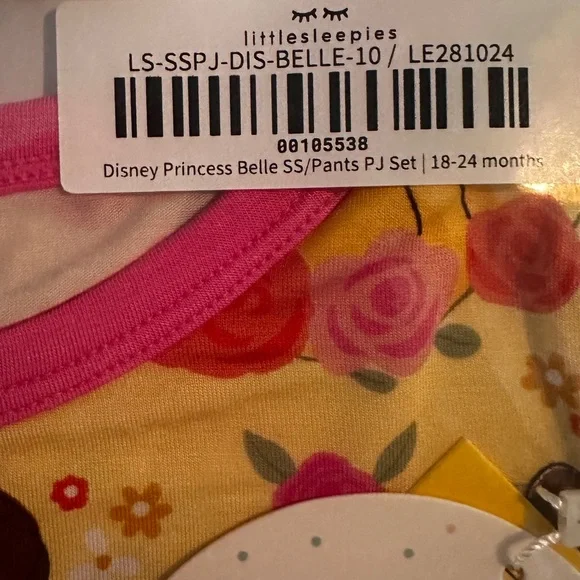 littlesleepies
LS-SSPJ-DIS-BELLE-10 / LE281024
00105538
Disney Princess Belle SS/Pants PJ Set | 18-24 months